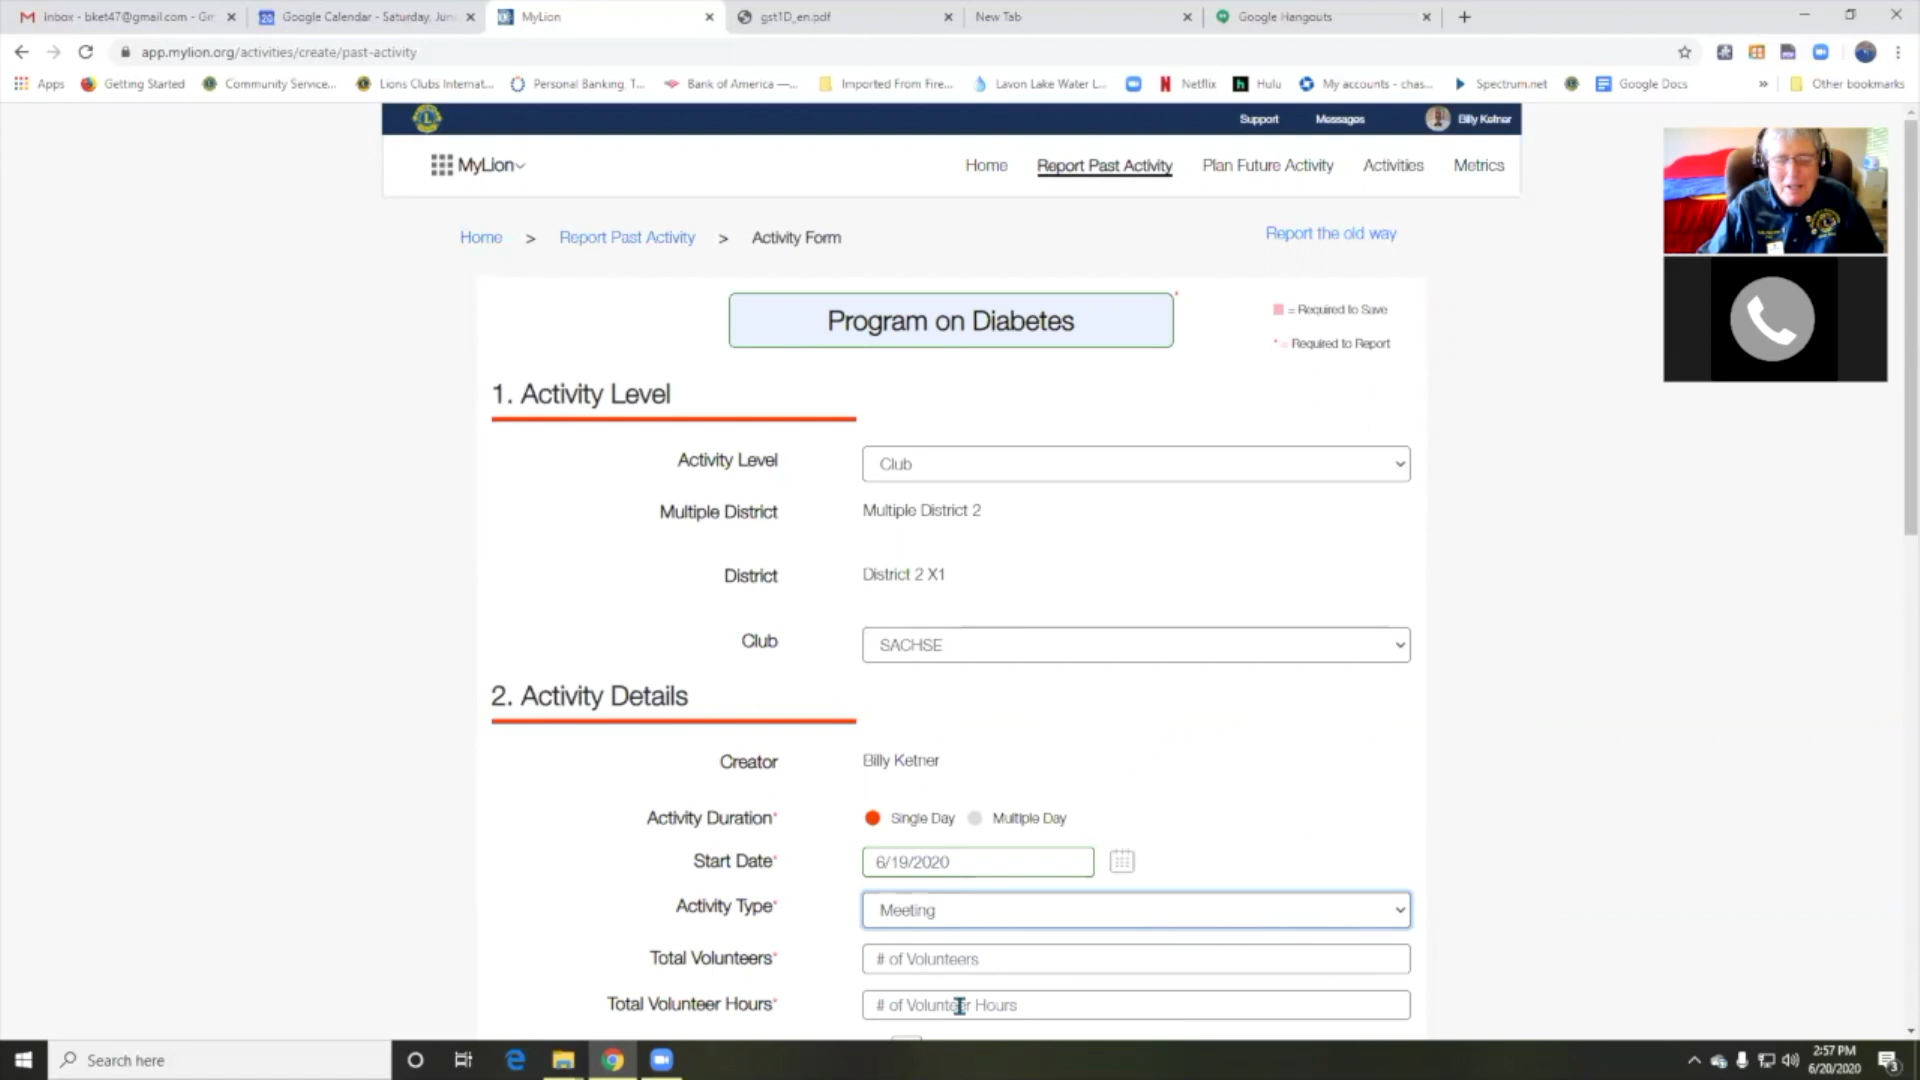 Inbox - bket47@gmail.com - Gm
Google Calendar - Saturday, Jun
MyLion
gst1D_en.pdf
New Tab
Google Hangouts
app.mylion.org/activities/create/past-activity
Apps
Getting Started
Community Service...
Lions Clubs Internat...
Personal Banking, T...
Bank of America —...
Imported From Fire...
Lavon Lake Water L...
Netflix
Hulu
My accounts - chas...
Spectrum.net
Google Docs
»
Other bookmarks
Support
Messages
Billy Ketner
MyLion
Home
Report Past Activity
Plan Future Activity
Activities
Metrics
Home > Report Past Activity > Activity Form
Report the old way
Program on Diabetes *
= Required to Save
* = Required to Report
1. Activity Level
Activity Level
Club
Multiple District
Multiple District 2
District
District 2 X1
Club
SACHSE
2. Activity Details
Creator
Billy Ketner
Activity Duration*
Single Day
Multiple Day
Start Date*
6/19/2020
Activity Type*
Meeting
Total Volunteers*
# of Volunteers
Total Volunteer Hours*
# of Volunteer Hours
Search here
2:57 PM
6/20/2020
3